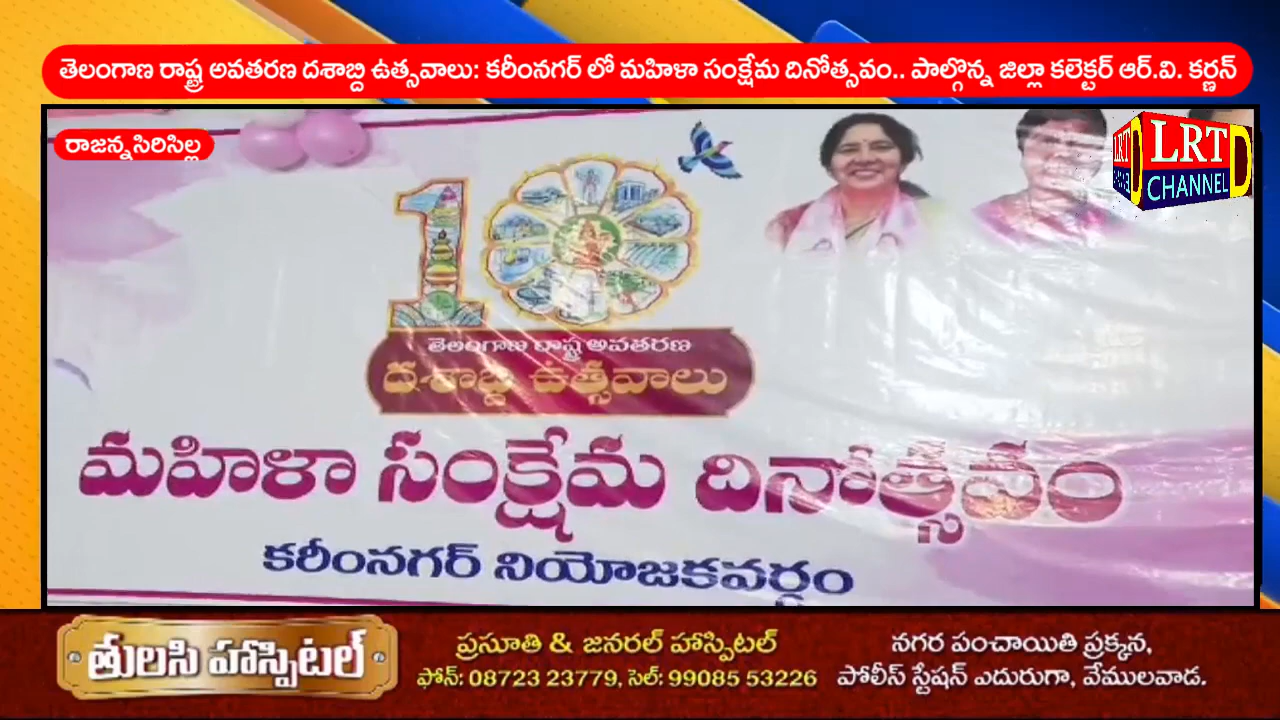 తెలంగాణ రాష్ట్ర అవతరణ దశాబ్ది ఉత్సవాలు: కరీంనగర్ లో మహిళా సంక్షేమ దినోత్సవం.. పాల్గొన్న జిల్లా కలెక్టర్ ఆర్.వి. కర్ణన్
రాజన్నసిరిసిల్ల
LRT
CHANNEL
10
తెలంగాణ రాష్ట్ర అవతరణ
దశాబ్ది ఉత్సవాలు
మహిళా సంక్షేమ దినోత్సవం
కరీంనగర్ నియోజకవర్గం
తులసి హాస్పిటల్
ప్రసూతి & జనరల్ హాస్పిటల్
ఫోన్: 08723 23779, సెల్: 99085 53226
నగర పంచాయితి ప్రక్కన,
పోలీస్ స్టేషన్ ఎదురుగా, వేములవాడ.